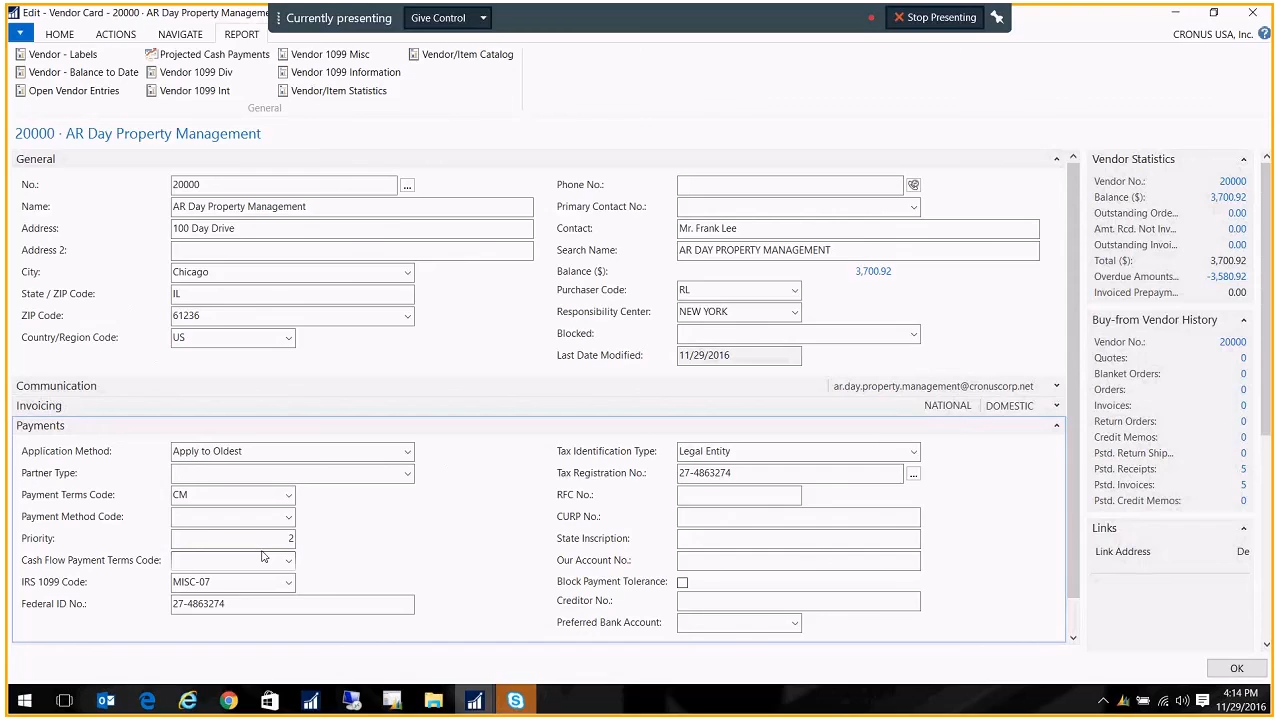 Edit - Vendor Card - 20000 · AR Day Property Manageme
Currently presenting
Give Control
Stop Presenting
HOME
ACTIONS
NAVIGATE
REPORT
CRONUS USA, Inc.
Vendor - Labels
Projected Cash Payments
Vendor 1099 Misc
Vendor/Item Catalog
Vendor - Balance to Date
Vendor 1099 Div
Vendor 1099 Information
Open Vendor Entries
Vendor 1099 Int
Vendor/Item Statistics
General
20000 · AR Day Property Management
General
No.: 20000
Name: AR Day Property Management
Address: 100 Day Drive
Address 2:
City: Chicago
State / ZIP Code: IL
ZIP Code: 61236
Country/Region Code: US
Phone No.:
Primary Contact No.:
Contact: Mr. Frank Lee
Search Name: AR DAY PROPERTY MANAGEMENT
Balance ($): 3,700.92
Purchaser Code: RL
Responsibility Center: NEW YORK
Blocked:
Last Date Modified: 11/29/2016
Communication ar.day.property.management@cronuscorp.net
Invoicing NATIONAL DOMESTIC
Payments
Application Method: Apply to Oldest
Partner Type:
Payment Terms Code: CM
Payment Method Code:
Priority: 2
Cash Flow Payment Terms Code:
IRS 1099 Code: MISC-07
Federal ID No.: 27-4863274
Tax Identification Type: Legal Entity
Tax Registration No.: 27-4863274
RFC No.:
CURP No.:
State Inscription:
Our Account No.:
Block Payment Tolerance:
Creditor No.:
Preferred Bank Account:
Vendor Statistics
Vendor No.: 20000
Balance ($): 3,700.92
Outstanding Orde... 0.00
Amt. Rcd. Not Inv... 0.00
Outstanding Invoi... 0.00
Total ($): 3,700.92
Overdue Amounts... -3,580.92
Invoiced Prepaym... 0.00
Buy-from Vendor History
Vendor No.: 20000
Quotes: 0
Blanket Orders: 0
Orders: 0
Invoices: 0
Return Orders: 0
Credit Memos: 0
Pstd. Return Ship... 0
Pstd. Receipts: 5
Pstd. Invoices: 5
Pstd. Credit Memos: 0
Links
Link Address De
OK
4:14 PM
11/29/2016